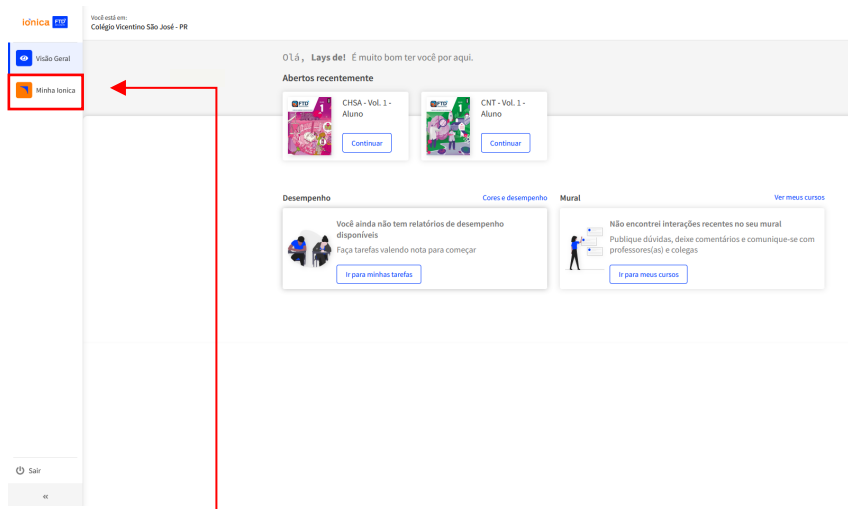 iônica FTD
Você está em:
Colégio Vicentino São José - PR
Visão Geral
Minha Ionica
Olá, Lays de! É muito bom ter você por aqui.
Abertos recentemente
FTD 1
CHSA - Vol. 1 -
Aluno
Continuar
FTD 1
CNT - Vol. 1 -
Aluno
Continuar
Desempenho
Cores e desempenho
Você ainda não tem relatórios de desempenho
disponíveis
Faça tarefas valendo nota para começar
Ir para minhas tarefas
Mural
Ver meus cursos
Não encontrei interações recentes no seu mural
Publique dúvidas, deixe comentários e comunique-se com
professores(as) e colegas
Ir para meus cursos
Sair
«